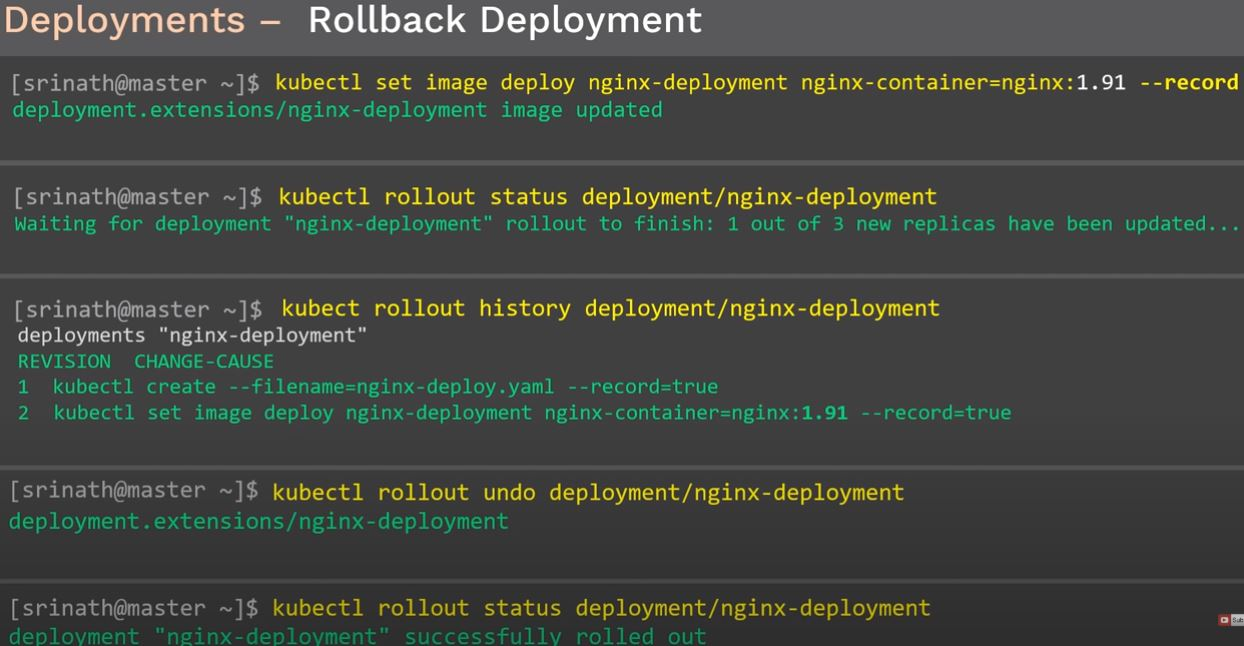 Deployments – Rollback Deployment
[srinath@master ~]$ kubectl set image deploy nginx-deployment nginx-container=nginx:1.91 --record
deployment.extensions/nginx-deployment image updated
[srinath@master ~]$ kubectl rollout status deployment/nginx-deployment
Waiting for deployment "nginx-deployment" rollout to finish: 1 out of 3 new replicas have been updated...
[srinath@master ~]$ kubect rollout history deployment/nginx-deployment
deployments "nginx-deployment"
REVISION CHANGE-CAUSE
1 kubectl create --filename=nginx-deploy.yaml --record=true
2 kubectl set image deploy nginx-deployment nginx-container=nginx:1.91 --record=true
[srinath@master ~]$ kubectl rollout undo deployment/nginx-deployment
deployment.extensions/nginx-deployment
[srinath@master ~]$ kubectl rollout status deployment/nginx-deployment
deployment "nginx-deployment" successfully rolled out
Sub